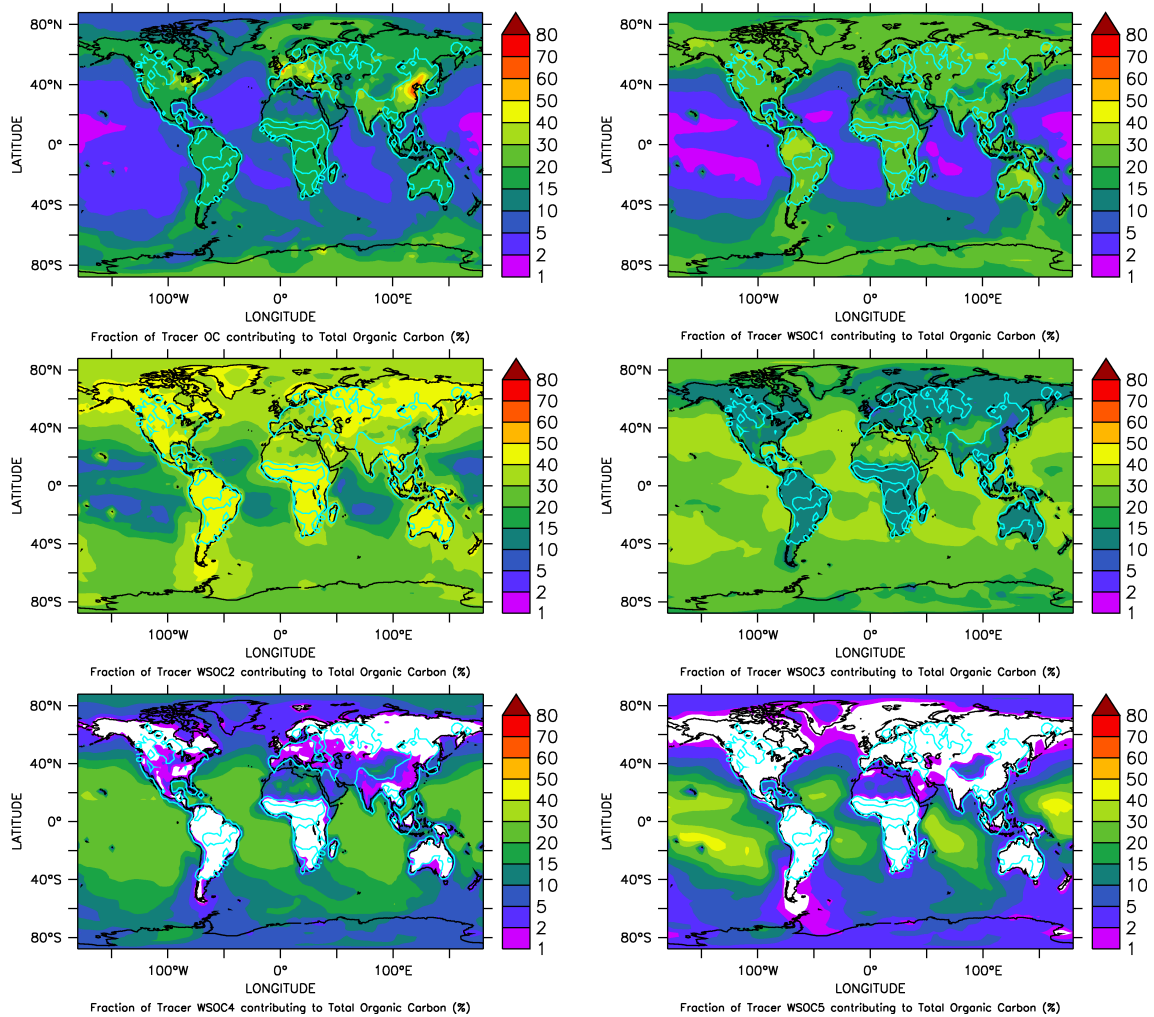 80°N
40°N
0°
40°S
80°S
LATITUDE
100°W 0° 100°E
LONGITUDE
80
70
60
50
40
30
20
15
10
5
2
1
Fraction of Tracer OC contributing to Total Organic Carbon (%)
80°N
40°N
0°
40°S
80°S
LATITUDE
100°W 0° 100°E
LONGITUDE
80
70
60
50
40
30
20
15
10
5
2
1
Fraction of Tracer WSOC1 contributing to Total Organic Carbon (%)
80°N
40°N
0°
40°S
80°S
LATITUDE
100°W 0° 100°E
LONGITUDE
80
70
60
50
40
30
20
15
10
5
2
1
Fraction of Tracer WSOC2 contributing to Total Organic Carbon (%)
80°N
40°N
0°
40°S
80°S
LATITUDE
100°W 0° 100°E
LONGITUDE
80
70
60
50
40
30
20
15
10
5
2
1
Fraction of Tracer WSOC3 contributing to Total Organic Carbon (%)
80°N
40°N
0°
40°S
80°S
LATITUDE
100°W 0° 100°E
LONGITUDE
80
70
60
50
40
30
20
15
10
5
2
1
Fraction of Tracer WSOC4 contributing to Total Organic Carbon (%)
80°N
40°N
0°
40°S
80°S
LATITUDE
100°W 0° 100°E
LONGITUDE
80
70
60
50
40
30
20
15
10
5
2
1
Fraction of Tracer WSOC5 contributing to Total Organic Carbon (%)